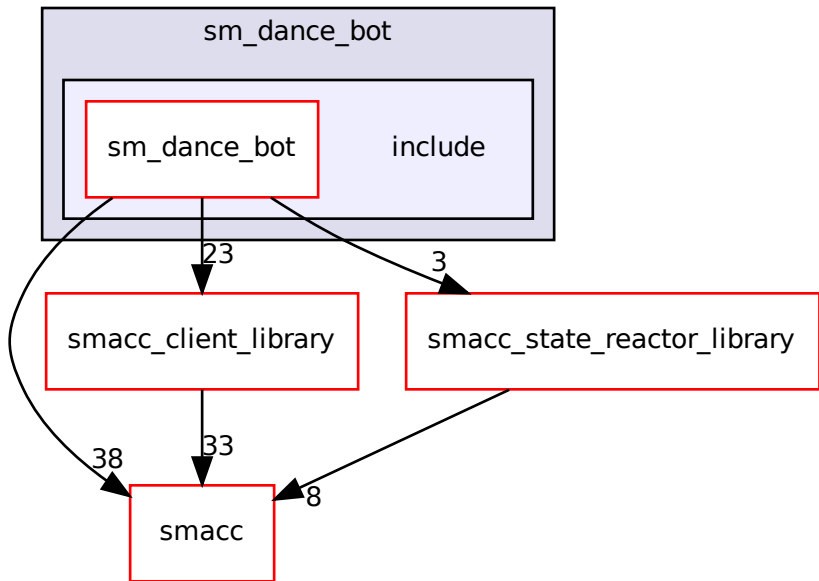 sm_dance_bot
sm_dance_bot
include
23
3
smacc_client_library
smacc_state_reactor_library
38
33
8
smacc